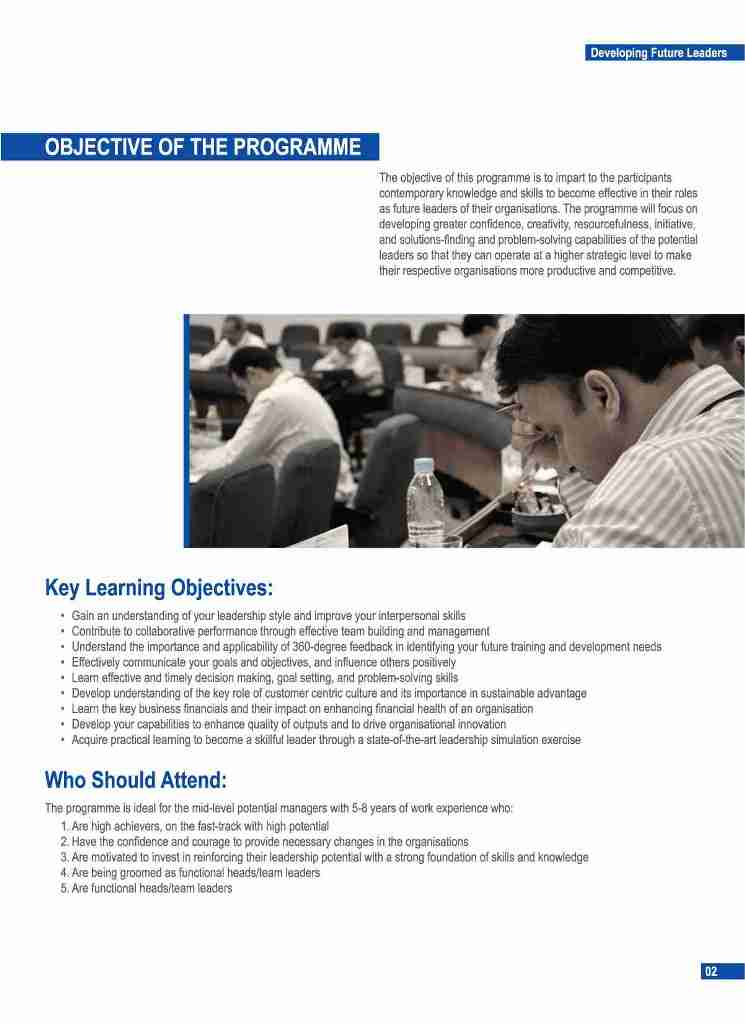 Developing Future Leaders
OBJECTIVE OF THE PROGRAMME
The objective of this programme is to impart to the participants
contemporary knowledge and skills to become effective in their roles
as future leaders of their organisations. The programme will focus on
developing greater confidence, creativity, resourcefulness, initiative,
and solutions-finding and problem-solving capabilities of the potential
leaders so that they can operate at a higher strategic level to make
their respective organisations more productive and competitive.
Key Learning Objectives:
• Gain an understanding of your leadership style and improve your interpersonal skills
• Contribute to collaborative performance through effective team building and management
• Understand the importance and applicability of 360-degree feedback in identifying your future training and development needs
• Effectively communicate your goals and objectives, and influence others positively
• Learn effective and timely decision making, goal setting, and problem-solving skills
• Develop understanding of the key role of customer centric culture and its importance in sustainable advantage
• Learn the key business financials and their impact on enhancing financial health of an organisation
• Develop your capabilities to enhance quality of outputs and to drive organisational innovation
• Acquire practical learning to become a skillful leader through a state-of-the-art leadership simulation exercise
Who Should Attend:
The programme is ideal for the mid-level potential managers with 5-8 years of work experience who:
1. Are high achievers, on the fast-track with high potential
2. Have the confidence and courage to provide necessary changes in the organisations
3. Are motivated to invest in reinforcing their leadership potential with a strong foundation of skills and knowledge
4. Are being groomed as functional heads/team leaders
5. Are functional heads/team leaders
02